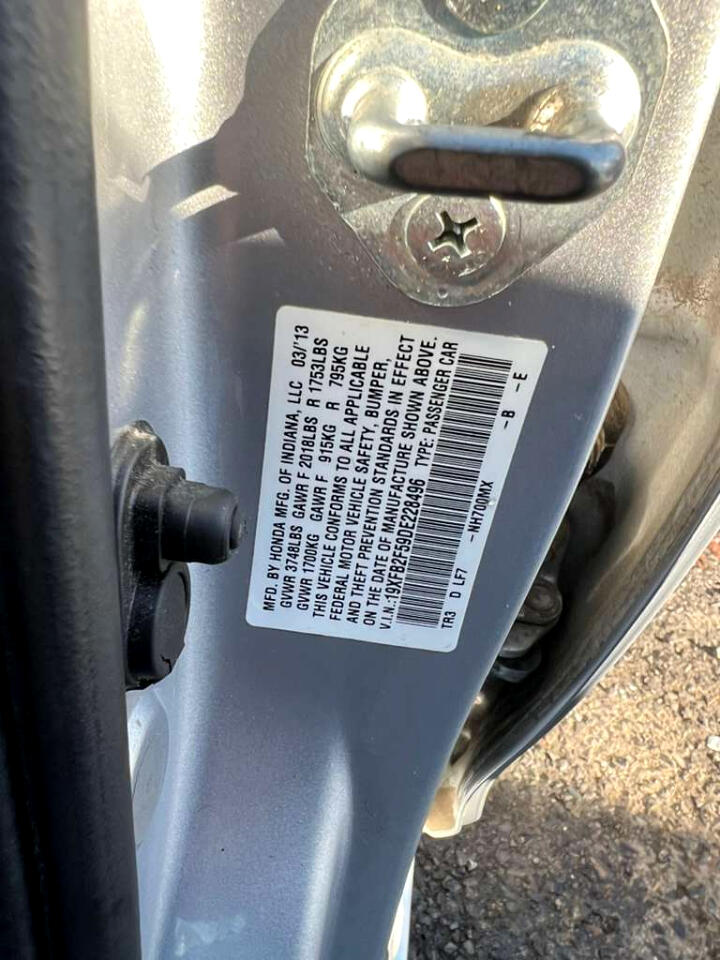 MFD. BY HONDA MFG. OF INDIANA, LLC 03/'13
GVWR 3748LBS GAWR F 2018LBS R 1753LBS
GVWR 1700KG GAWR F 915KG R 795KG
THIS VEHICLE CONFORMS TO ALL APPLICABLE
FEDERAL MOTOR VEHICLE SAFETY, BUMPER,
AND THEFT PREVENTION STANDARDS IN EFFECT
ON THE DATE OF MANUFACTURE SHOWN ABOVE.
V.I.N.:19XFB2F59DE228496 TYPE: PASSENGER CAR
TR3 D LF7 -NH700MX -B -E